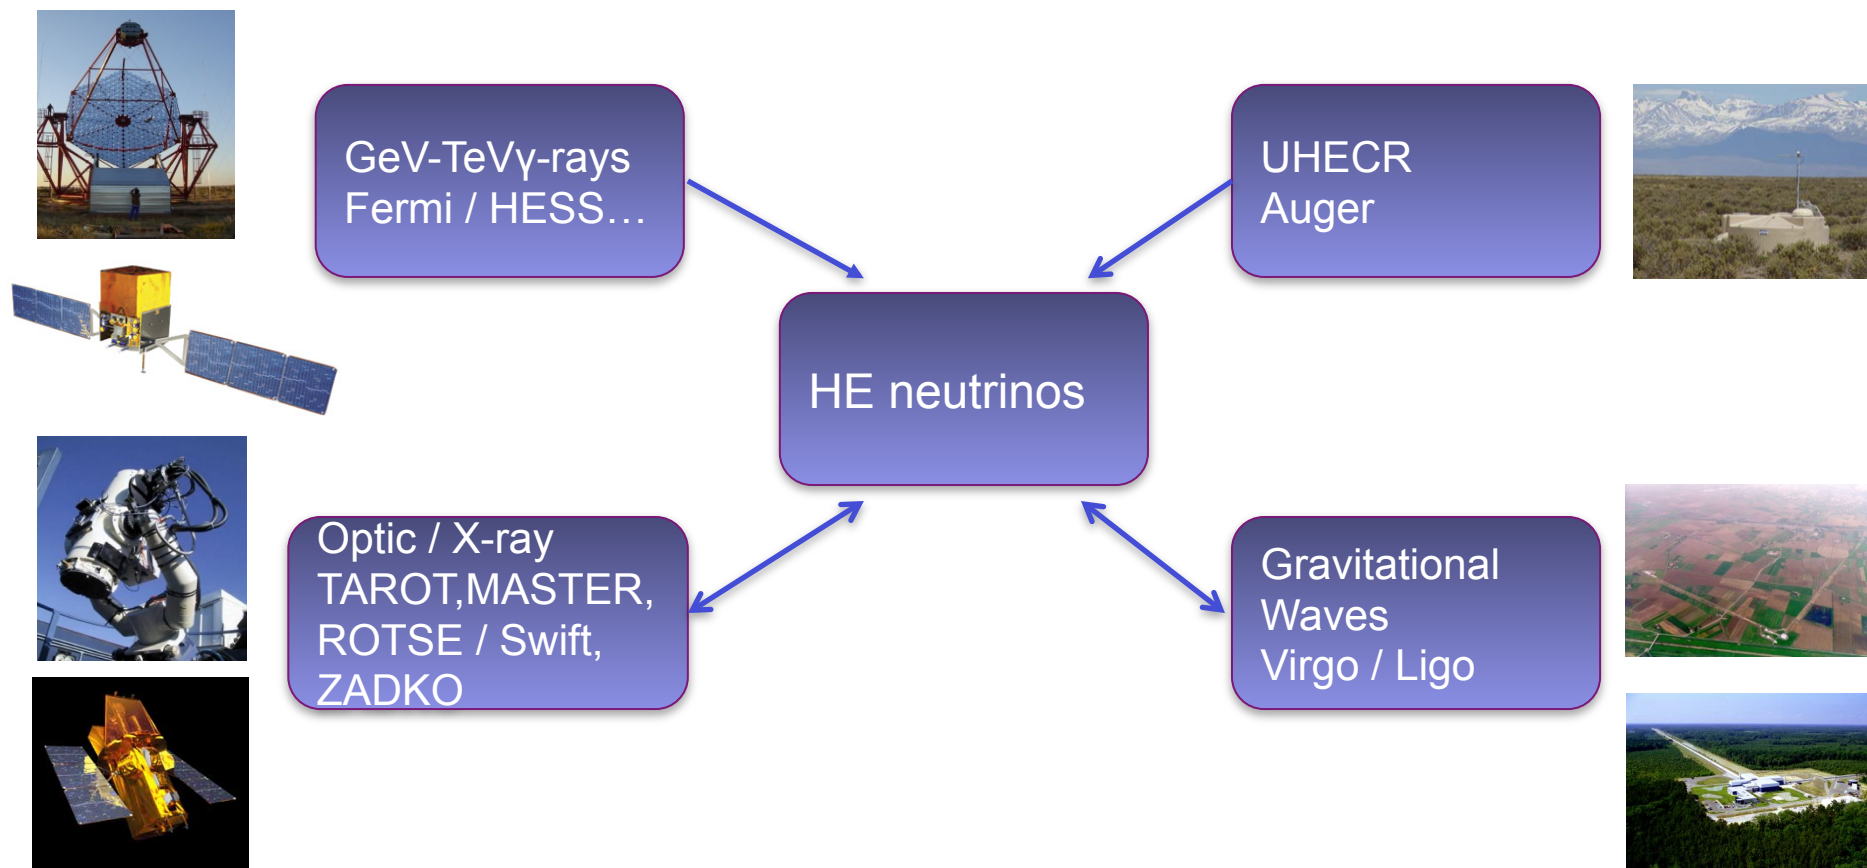 GeV-TeVγ-rays
Fermi / HESS…
UHECR
Auger
HE neutrinos
Optic / X-ray
TAROT,MASTER,
ROTSE / Swift,
ZADKO
Gravitational
Waves
Virgo / Ligo